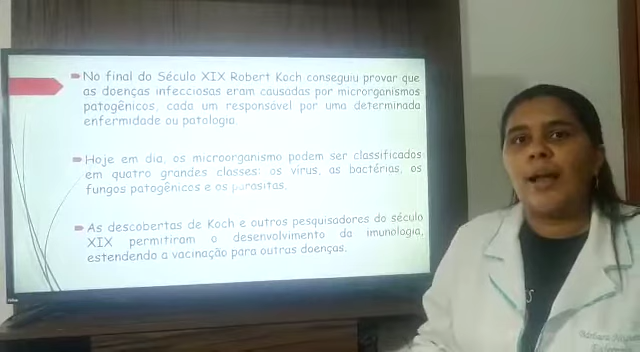 No final do Século XIX Robert Koch conseguiu provar que
as doenças infecciosas eram causadas por microrganismos
patogênicos, cada um responsável por uma determinada
enfermidade ou patologia.
Hoje em dia, os microorganismo podem ser classificados
em quatro grandes classes: os vírus, as bactérias, os
fungos patogênicos e os parasitas.
As descobertas de Koch e outros pesquisadores do século
XIX permitiram o desenvolvimento da imunologia,
estendendo a vacinação para outras doenças.